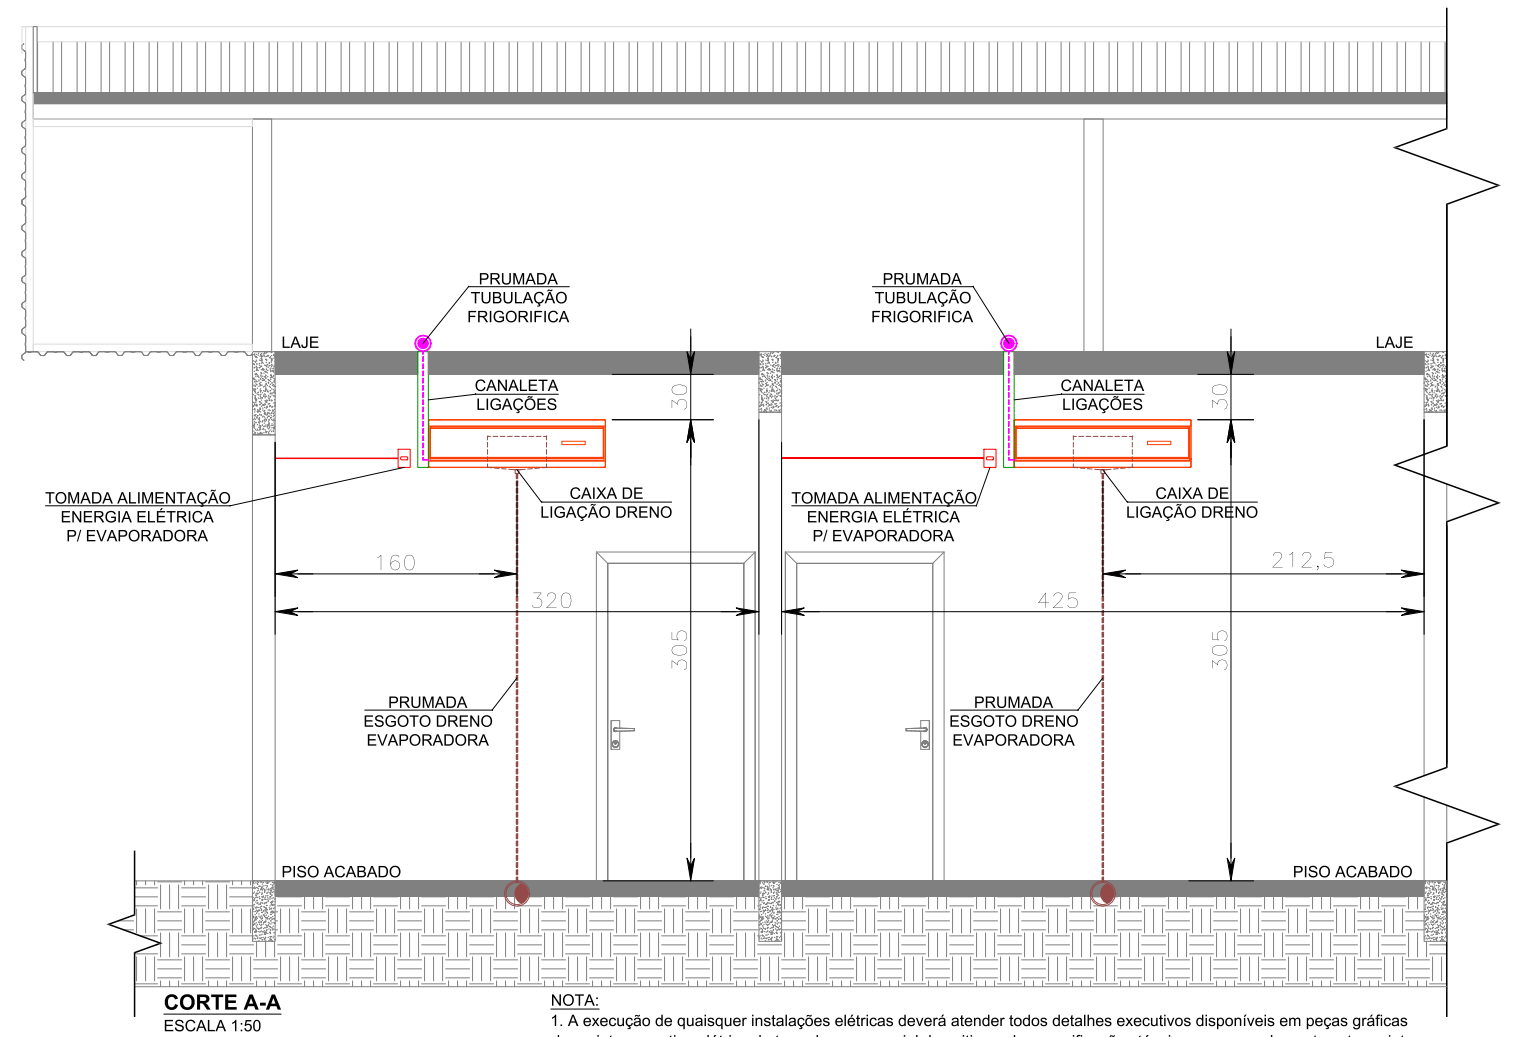 PRUMADA
TUBULAÇÃO
FRIGORIFICA
PRUMADA
TUBULAÇÃO
FRIGORIFICA
LAJE
LAJE
CANALETA
LIGAÇÕES
30
CANALETA
LIGAÇÕES
30
TOMADA ALIMENTAÇÃO
ENERGIA ELÉTRICA
P/ EVAPORADORA
CAIXA DE
LIGAÇÃO DRENO
TOMADA ALIMENTAÇÃO
ENERGIA ELÉTRICA
P/ EVAPORADORA
CAIXA DE
LIGAÇÃO DRENO
160
212,5
320
425
305
305
PRUMADA
ESGOTO DRENO
EVAPORADORA
PRUMADA
ESGOTO DRENO
EVAPORADORA
PISO ACABADO
PISO ACABADO
CORTE A-A
ESCALA 1:50
NOTA:
1. A execução de quaisquer instalações elétricas deverá atender todos detalhes executivos disponíveis em peças gráficas